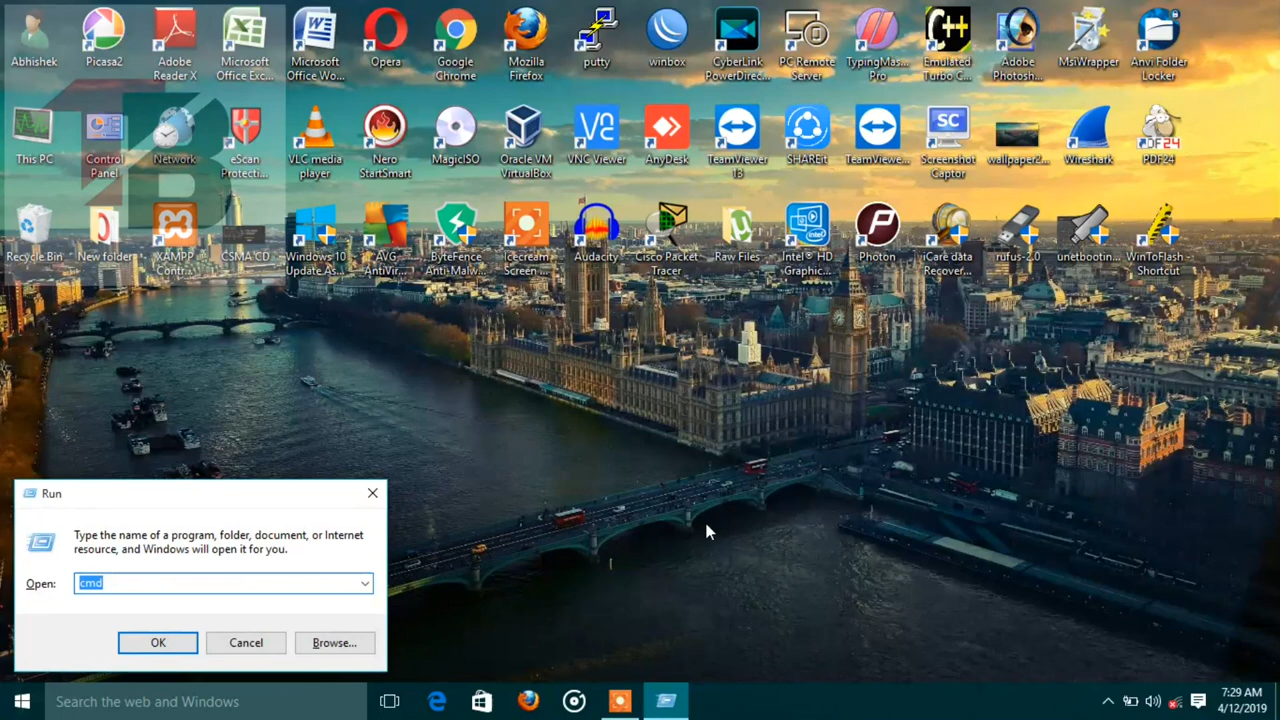 Abhishek
Picasa2
Adobe
Reader X
Microsoft
Office Exc...
Microsoft
Office Wo...
Opera
Google
Chrome
Mozilla
Firefox
putty
winbox
CyberLink
PowerDirec...
PC Remote
Server
TypingMas...
Pro
Emulated
Turbo C...
Adobe
Photosh...
MsiWrapper
Anvi Folder
Locker
This PC
Control
Panel
Network
eScan
Protecti...
VLC media
player
Nero
StartSmart
MagicISO
Oracle VM
VirtualBox
VNC Viewer
AnyDesk
TeamViewer
13
SHAREit
TeamViewe...
Screenshot
Captor
wallpaper2...
Wireshark
PDF24
Recycle Bin
New folder
XAMPP
Contr...
CSMA CD
Windows 10
Update As...
AVG
AntiVir...
ByteFence
Anti-Malw...
Icecream
Screen ...
Audacity
Cisco Packet
Tracer
Raw Files
Intel® HD
Graphic...
Photon
iCare data
Recover...
rufus-2.0
unetbootin...
WinToFlash -
Shortcut
Run
Type the name of a program, folder, document, or Internet
resource, and Windows will open it for you.
Open: cmd
OK Cancel Browse...
Search the web and Windows
7:29 AM
4/12/2019